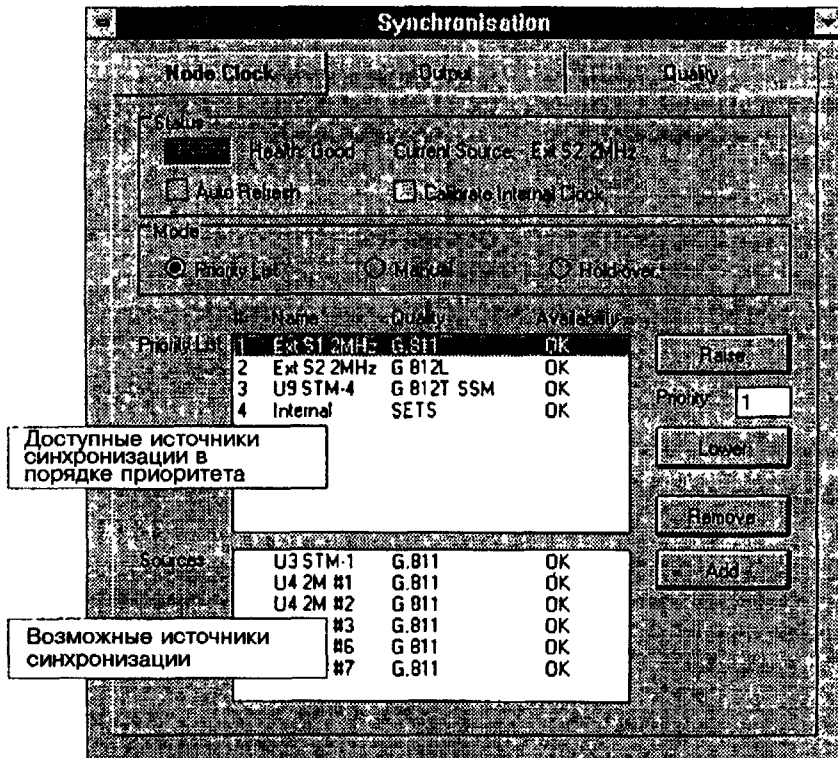 Synchronisation
Node Clock Output Quality
Status
Health: Good Current Source: Ext S2 2MHz
Auto Refresh Calibrate Internal Clock
Mode
Priority List Manual Holdover
# Name Quality Availability
Priority List
1 Ext S1 2MHz G.811 OK
2 Ext S2 2MHz G 812L OK
3 U9 STM-4 G 812T SSM OK
4 Internal SETS OK
Raise
Priority: 1
Lower
Remove
Add
Доступные источники
синхронизации в
порядке приоритета
Sources
U3 STM-1 G.811 OK
U4 2M #1 G.811 OK
U4 2M #2 G 811 OK
#3 G.811 OK
#6 G.811 OK
#7 G.811 OK
Возможные источники
синхронизации